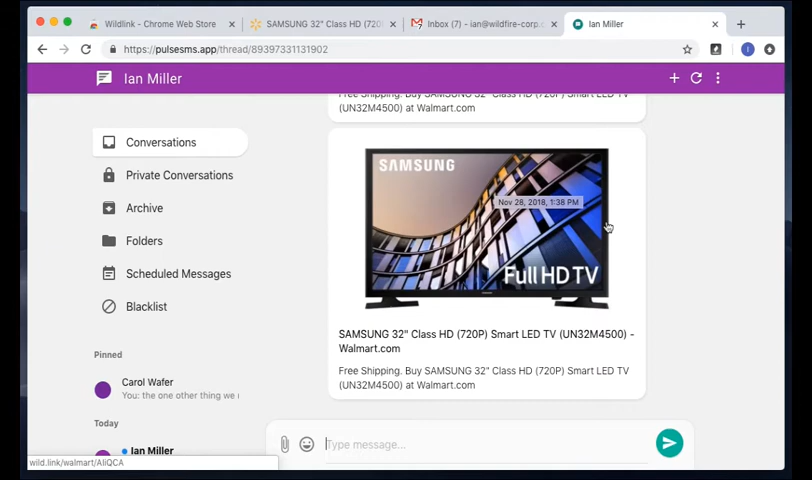 Wildlink - Chrome Web Store
SAMSUNG 32" Class HD (720
Inbox (7) - ian@wildfire-corp.c
Ian Miller
https://pulsesms.app/thread/89397331131902
Ian Miller
Free Shipping. Buy SAMSUNG 32" Class HD (720P) Smart LED TV
(UN32M4500) at Walmart.com
Conversations
Private Conversations
Archive
Folders
Scheduled Messages
Blacklist
Pinned
Carol Wafer
You: the one other thing we
Today
Ian Miller
SAMSUNG
Nov 28, 2018, 1:38 PM
Full HD TV
SAMSUNG 32" Class HD (720P) Smart LED TV (UN32M4500) -
Walmart.com
Free Shipping. Buy SAMSUNG 32" Class HD (720P) Smart LED TV
(UN32M4500) at Walmart.com
Type message...
wild.link/walmart/AIiQCA